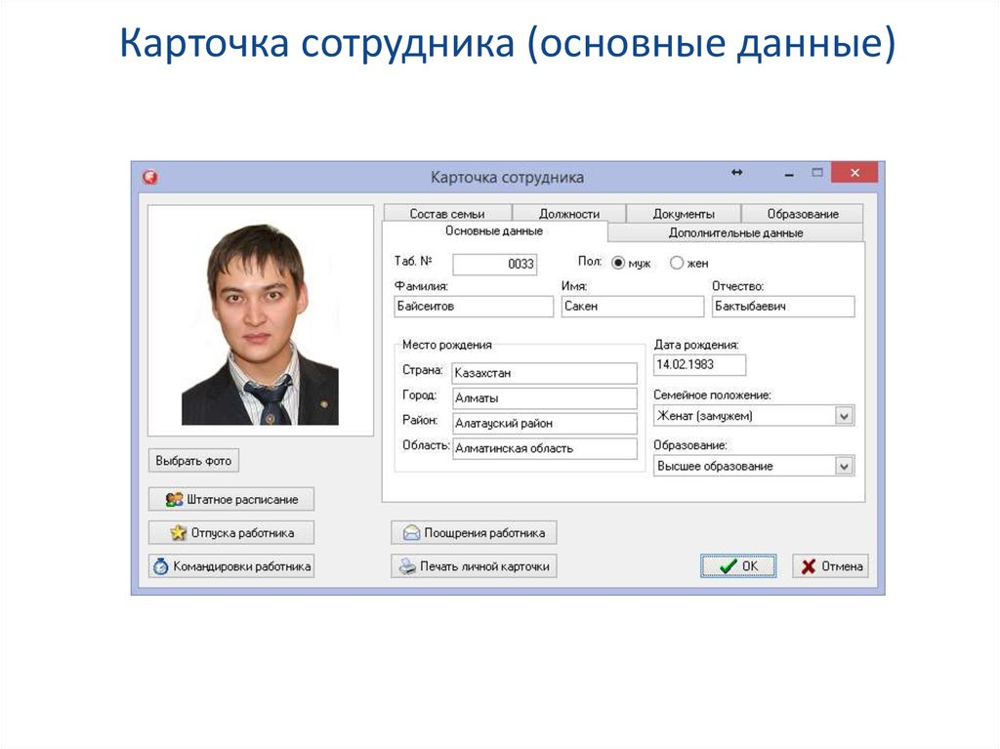 Карточка сотрудника (основные данные)
Карточка сотрудника
Состав семьи Должности Документы Образование
Основные данные Дополнительные данные
Таб. № 0033 Пол: муж жен
Фамилия: Имя: Отчество:
Байсеитов Сакен Бактыбаевич
Место рождения Дата рождения:
Страна: Казахстан 14.02.1983
Город: Алматы Семейное положение:
Район: Алатауский район Женат (замужем)
Область: Алматинская область Образование:
Высшее образование
Выбрать фото
Штатное расписание
Отпуска работника Поощрения работника
Командировки работника Печать личной карточки OK Отмена